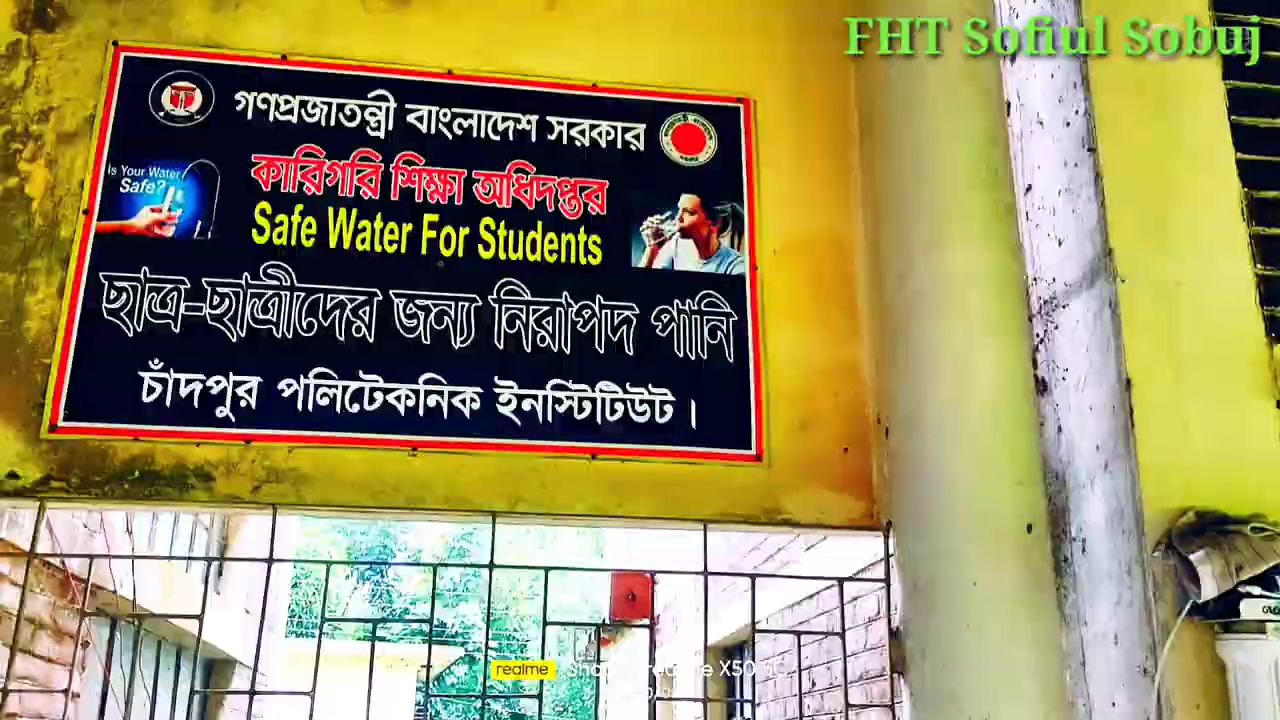 FHT Sofiul Sobuj
গণপ্রজাতন্ত্রী বাংলাদেশ সরকার
কারিগরি শিক্ষা অধিদপ্তর
Is Your Water
Safe?
Safe Water For Students
ছাত্র-ছাত্রীদের জন্য নিরাপদ পানি
চাঁদপুর পলিটেকনিক ইনস্টিটিউট।
realme